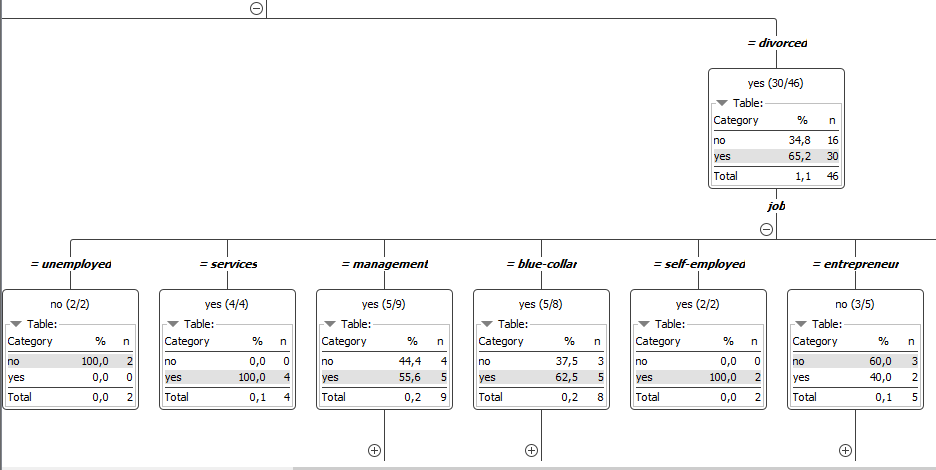 = divorced
yes (30/46)
Table:
Category % n
no 34,8 16
yes 65,2 30
Total 1,1 46
job
= unemployed
no (2/2)
Table:
Category % n
no 100,0 2
yes 0,0 0
Total 0,0 2
= services
yes (4/4)
Table:
Category % n
no 0,0 0
yes 100,0 4
Total 0,1 4
= management
yes (5/9)
Table:
Category % n
no 44,4 4
yes 55,6 5
Total 0,2 9
= blue-collar
yes (5/8)
Table:
Category % n
no 37,5 3
yes 62,5 5
Total 0,2 8
= self-employed
yes (2/2)
Table:
Category % n
no 0,0 0
yes 100,0 2
Total 0,0 2
= entrepreneur
no (3/5)
Table:
Category % n
no 60,0 3
yes 40,0 2
Total 0,1 5